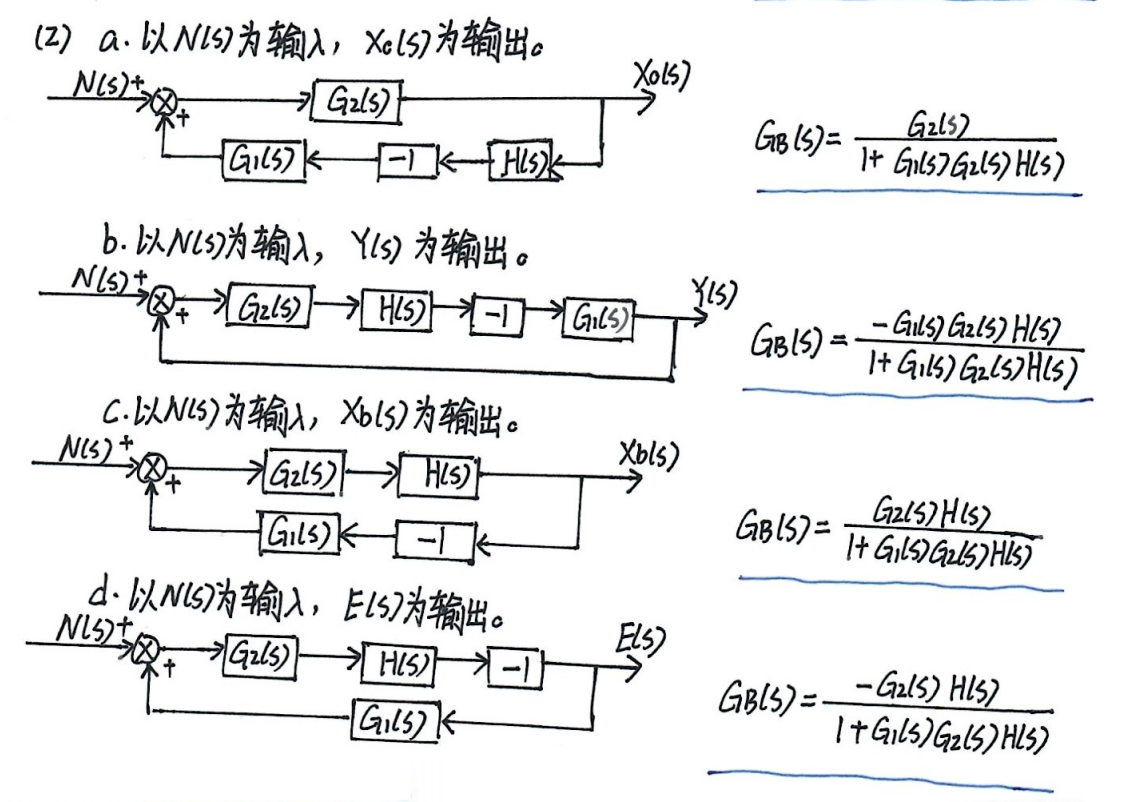 (2) a.以N(s)为输入，Xo(s)为输出。
N(s) + Xo(s)
+ G2(s)
G1(s) -1 H(s)
GB(s)= G2(s) / 1+G1(s)G2(s)H(s)
b.以N(s)为输入，Y(s)为输出。
N(s) + Y(s)
+ G2(s) H(s) -1 G1(s)
GB(s)= -G1(s)G2(s)H(s) / 1+G1(s)G2(s)H(s)
c.以N(s)为输入，Xb(s)为输出。
N(s) + Xb(s)
+ G2(s) H(s)
G1(s) -1
GB(s)= G2(s)H(s) / 1+G1(s)G2(s)H(s)
d.以N(s)为输入，E(s)为输出。
N(s) + E(s)
+ G2(s) H(s) -1
G1(s)
GB(s)= -G2(s)H(s) / 1+G1(s)G2(s)H(s)